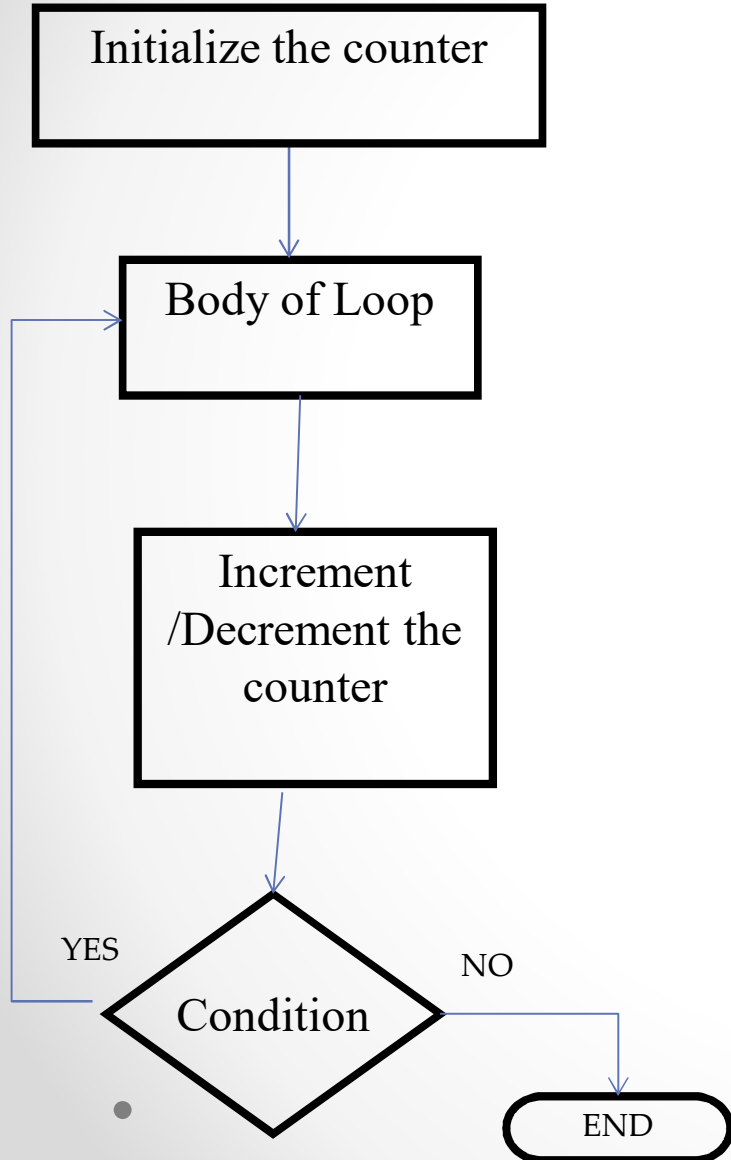 Initialize the counter
Body of Loop
Increment
/Decrement the
counter
YES
NO
Condition
END